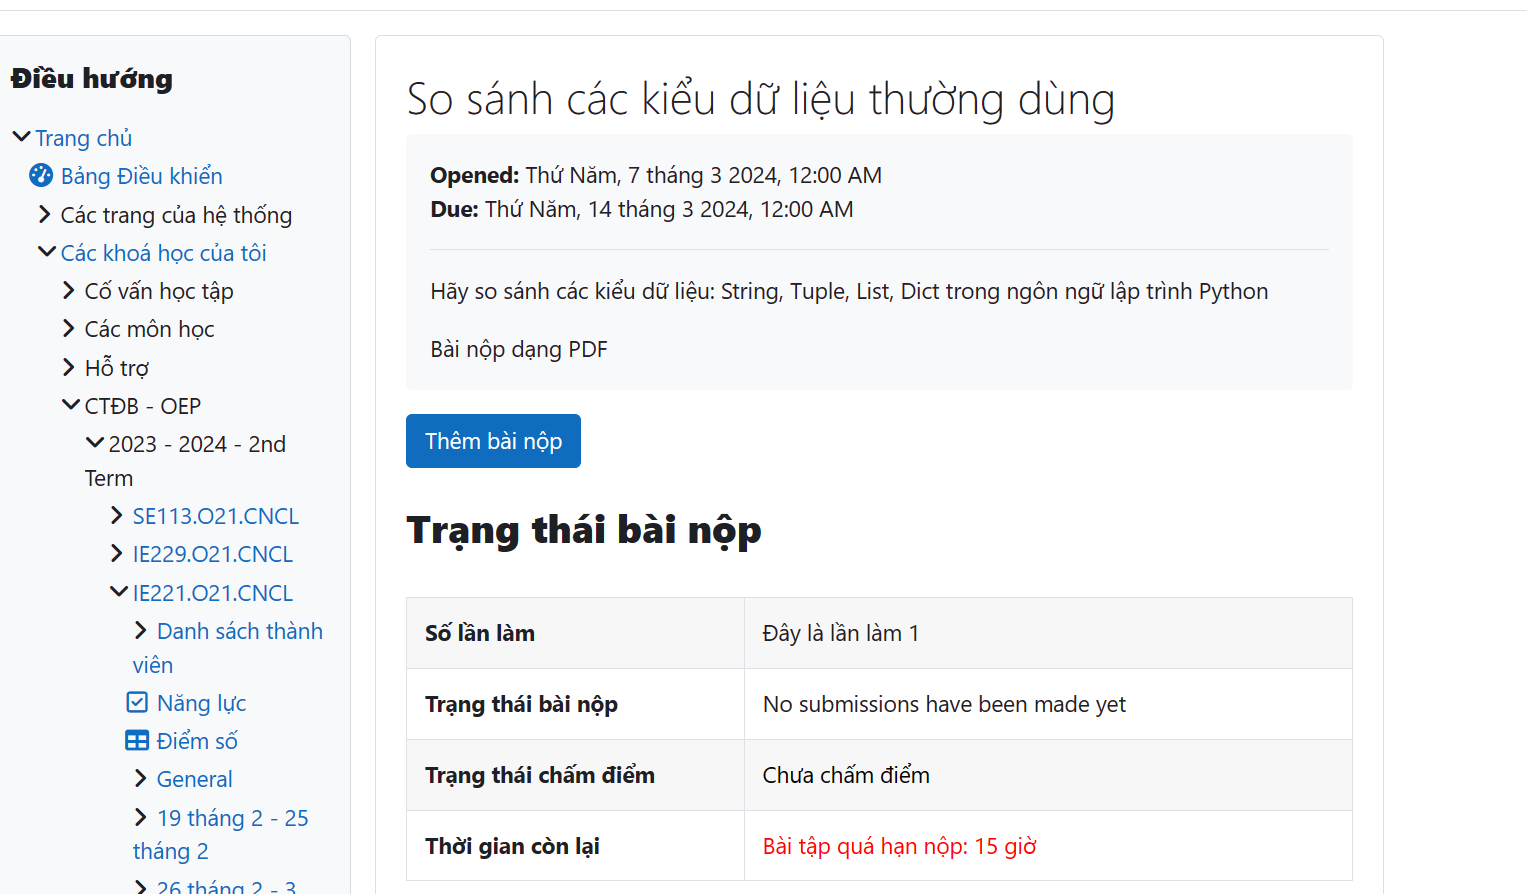 Điều hướng
Trang chủ
Bảng Điều khiển
Các trang của hệ thống
Các khoá học của tôi
Cố vấn học tập
Các môn học
Hỗ trợ
CTĐB - OEP
2023 - 2024 - 2nd
Term
SE113.O21.CNCL
IE229.O21.CNCL
IE221.O21.CNCL
Danh sách thành
viên
Năng lực
Điểm số
General
19 tháng 2 - 25
tháng 2
26 tháng 2 - 3
So sánh các kiểu dữ liệu thường dùng
Opened: Thứ Năm, 7 tháng 3 2024, 12:00 AM
Due: Thứ Năm, 14 tháng 3 2024, 12:00 AM
Hãy so sánh các kiểu dữ liệu: String, Tuple, List, Dict trong ngôn ngữ lập trình Python
Bài nộp dạng PDF
Thêm bài nộp
Trạng thái bài nộp
Số lần làm Đây là lần làm 1
Trạng thái bài nộp No submissions have been made yet
Trạng thái chấm điểm Chưa chấm điểm
Thời gian còn lại Bài tập quá hạn nộp: 15 giờ